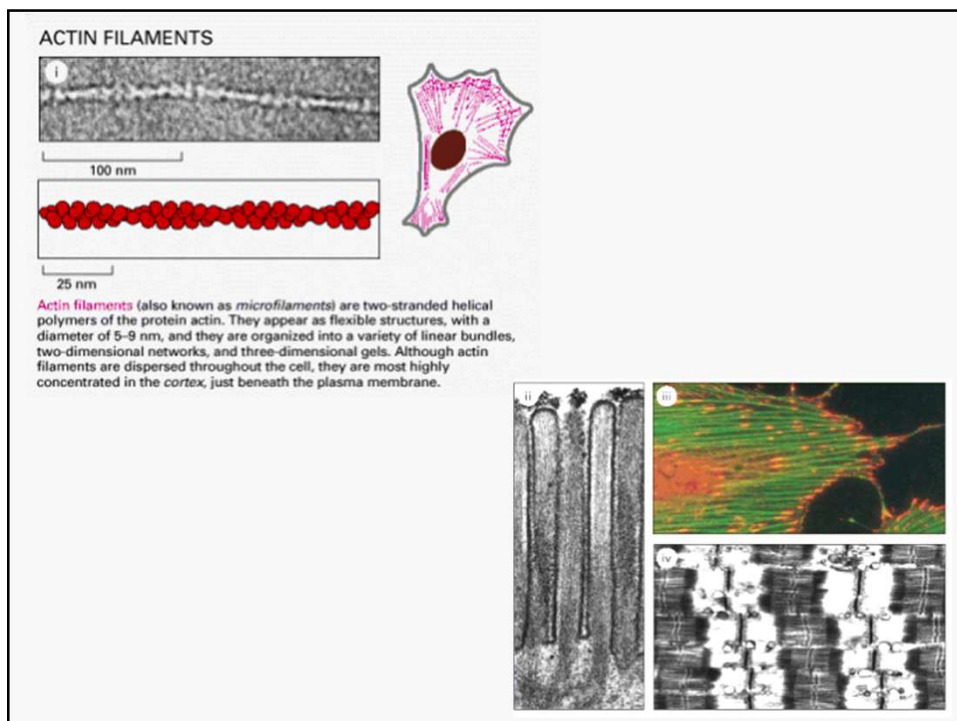 ACTIN FILAMENTS
i
100 nm
25 nm
Actin filaments (also known as microfilaments) are two-stranded helical
polymers of the protein actin. They appear as flexible structures, with a
diameter of 5–9 nm, and they are organized into a variety of linear bundles,
two-dimensional networks, and three-dimensional gels. Although actin
filaments are dispersed throughout the cell, they are most highly
concentrated in the cortex, just beneath the plasma membrane.
ii
iii
iv